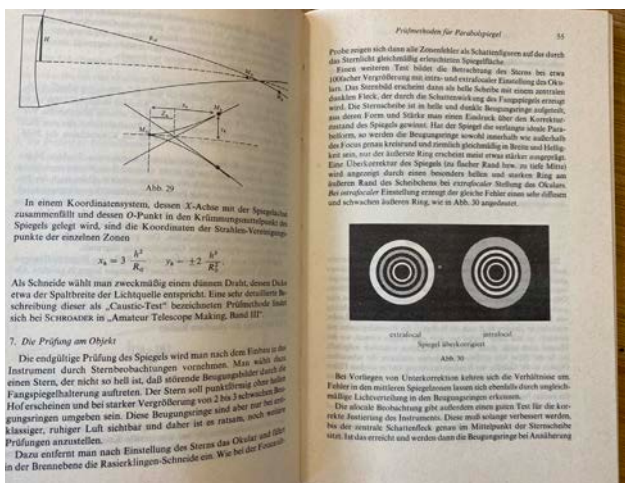 Abb. 29
In einem Koordinatensystem, dessen X-Achse mit der Spiegelachse
zusammenfällt und dessen O-Punkt in den Krümmungsmittelpunkt des
Spiegels gelegt wird, sind die Koordinaten der Strahlen-Vereinigungs-
punkte der einzelnen Zonen
Als Schneide wählt man zweckmäßig einen dünnen Draht, dessen Dicke
etwa der Spaltbreite der Lichtquelle entspricht. Eine sehr detaillierte Be-
schreibung dieser als „Caustic-Test“ bezeichneten Prüfmethode findet
sich bei SCHROADER in „Amateur Telescope Making, Band III“.
7. Die Prüfung am Objekt
Die endgültige Prüfung des Spiegels wird man nach dem Einbau in das
Instrument durch Sternbeobachtungen vornehmen. Man wählt dazu
einen Stern, der nicht so hell ist, daß störende Beugungsbilder durch die
Fangspiegelhalterung auftreten. Der Stern soll punktförmig ohne hellen
Hof erscheinen und bei starker Vergrößerung von 2 bis 3 schwachen Beu-
gungsringen umgeben sein. Diese Beugungsringe sind aber nur bei erst-
klassiger, ruhiger Luft sichtbar und daher ist es ratsam, noch weitere
Prüfungen anzustellen.
Dazu entfernt man nach Einstellung des Sterns das Okular und führt
in der Brennebene die Rasierklingen-Schneide ein. Wie bei der
Prüfmethoden für Parabolspiegel 55
Probe zeigen sich dann alle Zonenfehler als Schattenfiguren auf der durch
das Sternlicht gleichmäßig erleuchteten Spiegelfläche.
Einen weiteren Test bildet die Betrachtung des Sterns bei etwa
100facher Vergrößerung mit intra- und extrafocaler Einstellung des Oku-
lars. Das Sternbild erscheint dann als helle Scheibe mit einem zentralen
dunklen Fleck, der durch die Schattenwirkung des Fangspiegels erzeugt
wird. Die Sternscheibe ist in helle und dunkle Beugungsringe aufgeteilt,
aus deren Form und Stärke man einen Eindruck über den Korrektur-
zustand des Spiegels gewinnt. Hat der Spiegel die verlangte ideale Para-
belform, so werden die Beugungsringe sowohl innerhalb wie außerhalb
des Focus genau kreisrund und ziemlich gleichmäßig in Breite und Hellig-
keit sein, nur der äußerste Ring erscheint meist etwas stärker ausgeprägt.
Eine Überkorrektur des Spiegels (zu flacher Rand bzw. zu tiefe Mitte)
wird angezeigt durch einen besonders hellen und starken Ring am
äußeren Rand des Scheibchens bei extrafocaler Stellung des Okulars.
Bei intrafocaler Einstellung erzeugt der gleiche Fehler einen sehr diffusen
und schwachen äußeren Ring, wie in Abb. 30 angedeutet.
extrafocal intrafocal
Spiegel überkorrigiert
Abb. 30
Bei Vorliegen von Unterkorrektion kehren sich die Verhältnisse um.
Fehler in den mittleren Spiegelzonen lassen sich ebenfalls durch ungleich-
mäßige Lichtverteilung in den Beugungsringen erkennen.
Die afocale Beobachtung gibt außerdem einen guten Test für die kor-
rekte Justierung des Instruments. Diese muß solange verbessert werden,
bis der zentrale Schattenfleck genau im Mittelpunkt der Sternscheibe
sitzt. Ist das erreicht und werden dann die Beugungsringe bei Annäherung